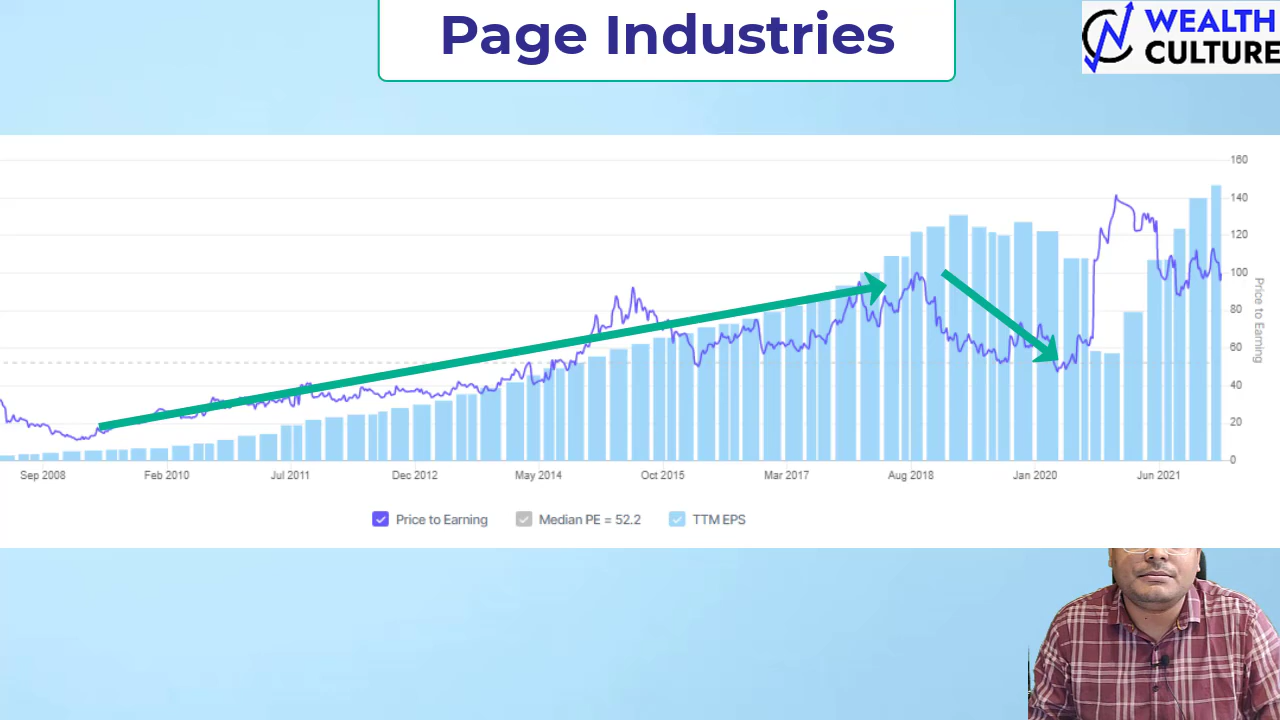 Page Industries
WEALTH
CULTURE
160
140
120
100
80
60
40
20
0
Price to Earning
Sep 2008
Feb 2010
Jul 2011
Dec 2012
May 2014
Oct 2015
Mar 2017
Aug 2018
Jan 2020
Jun 2021
Price to Earning
Median PE = 52.2
TTM EPS